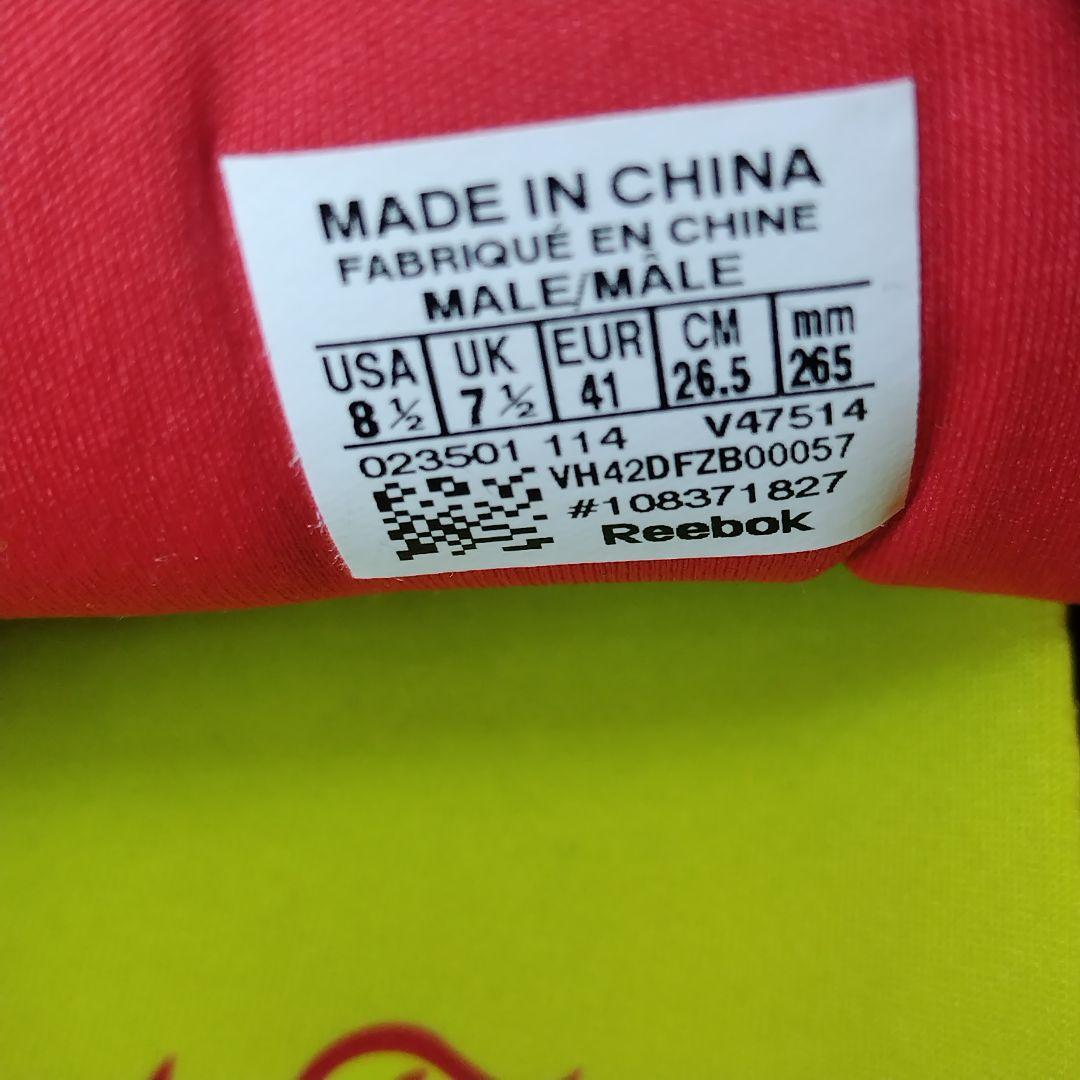 MADE IN CHINA
FABRIQUÉ EN CHINE
MALE/MÂLE
USA UK EUR CM mm
8 ½ 7 ½ 41 26.5 265
023501 114 V47514
VH42DFZB00057
#108371827
Reebok